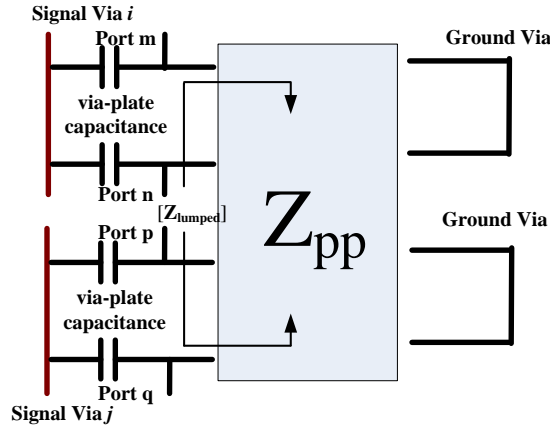 Signal Via i
Port m
via-plate
capacitance
Port n
[Zlumped]
Port p
via-plate
capacitance
Port q
Signal Via j
Zpp
Ground Via
Ground Via